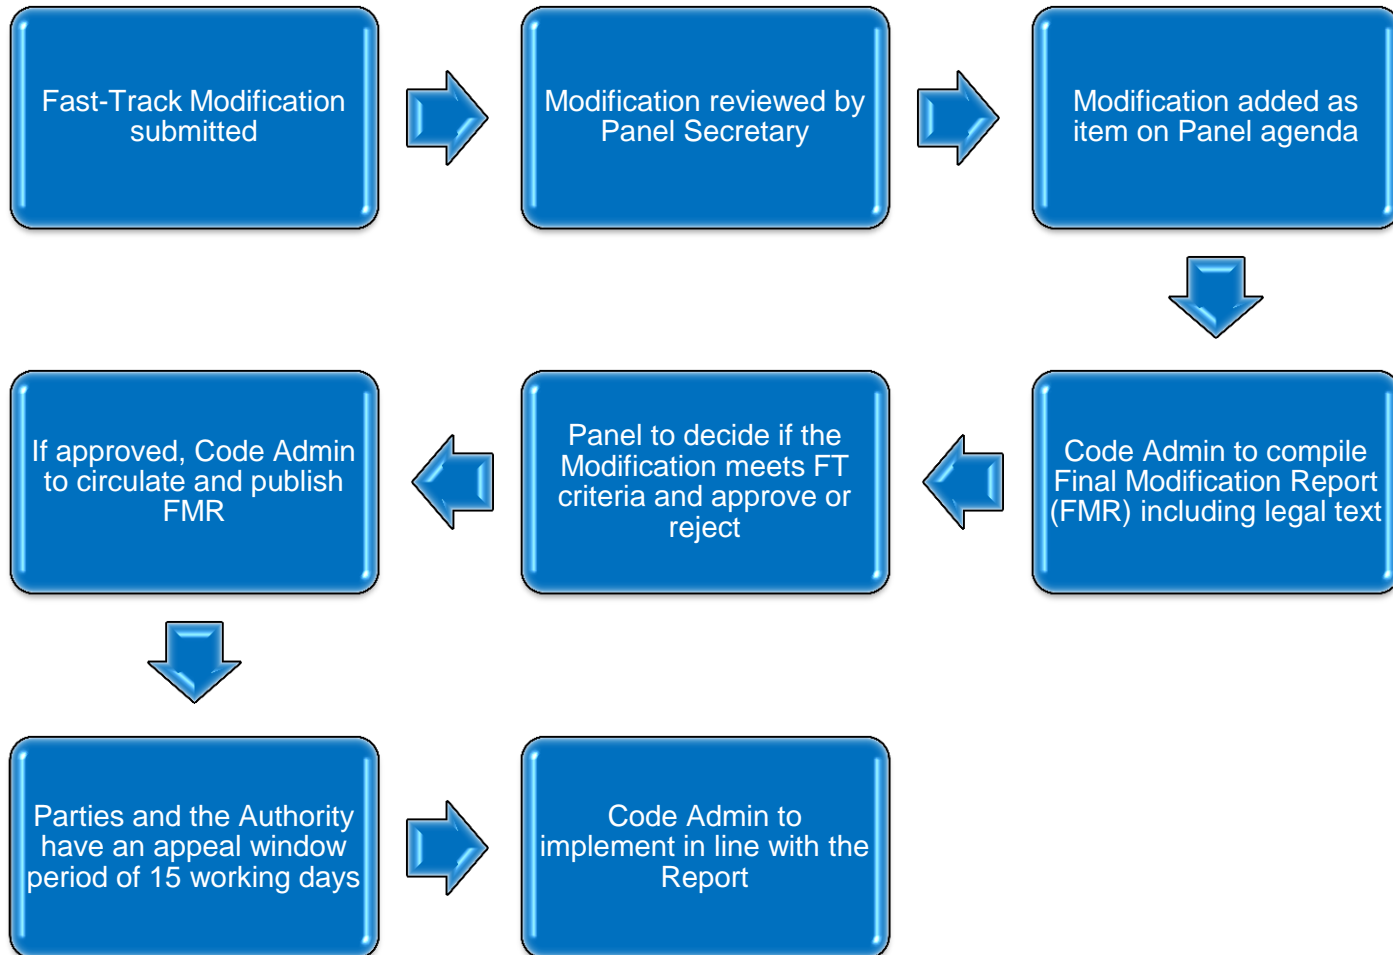 Fast-Track Modification
submitted
Modification reviewed by
Panel Secretary
Modification added as
item on Panel agenda
Code Admin to compile
Final Modification Report
(FMR) including legal text
Panel to decide if the
Modification meets FT
criteria and approve or
reject
If approved, Code Admin
to circulate and publish
FMR
Parties and the Authority
have an appeal window
period of 15 working days
Code Admin to
implement in line with the
Report